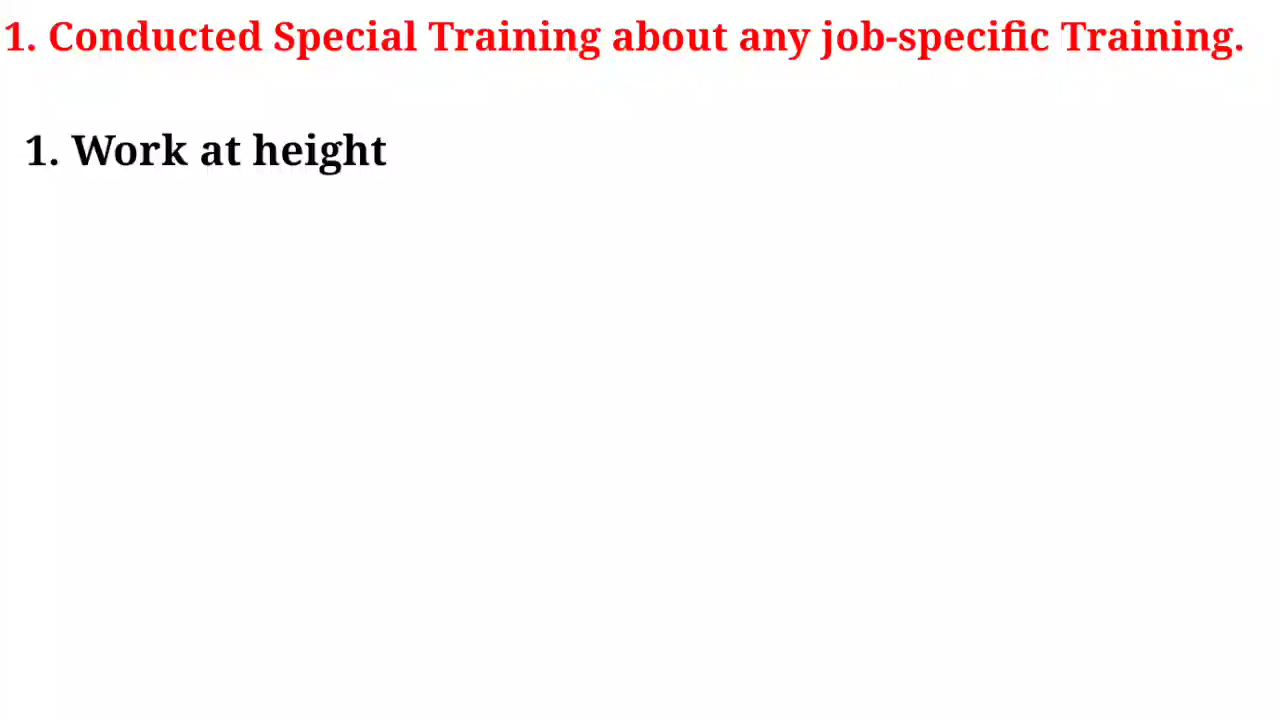 1. Conducted Special Training about any job-specific Training.
1. Work at height